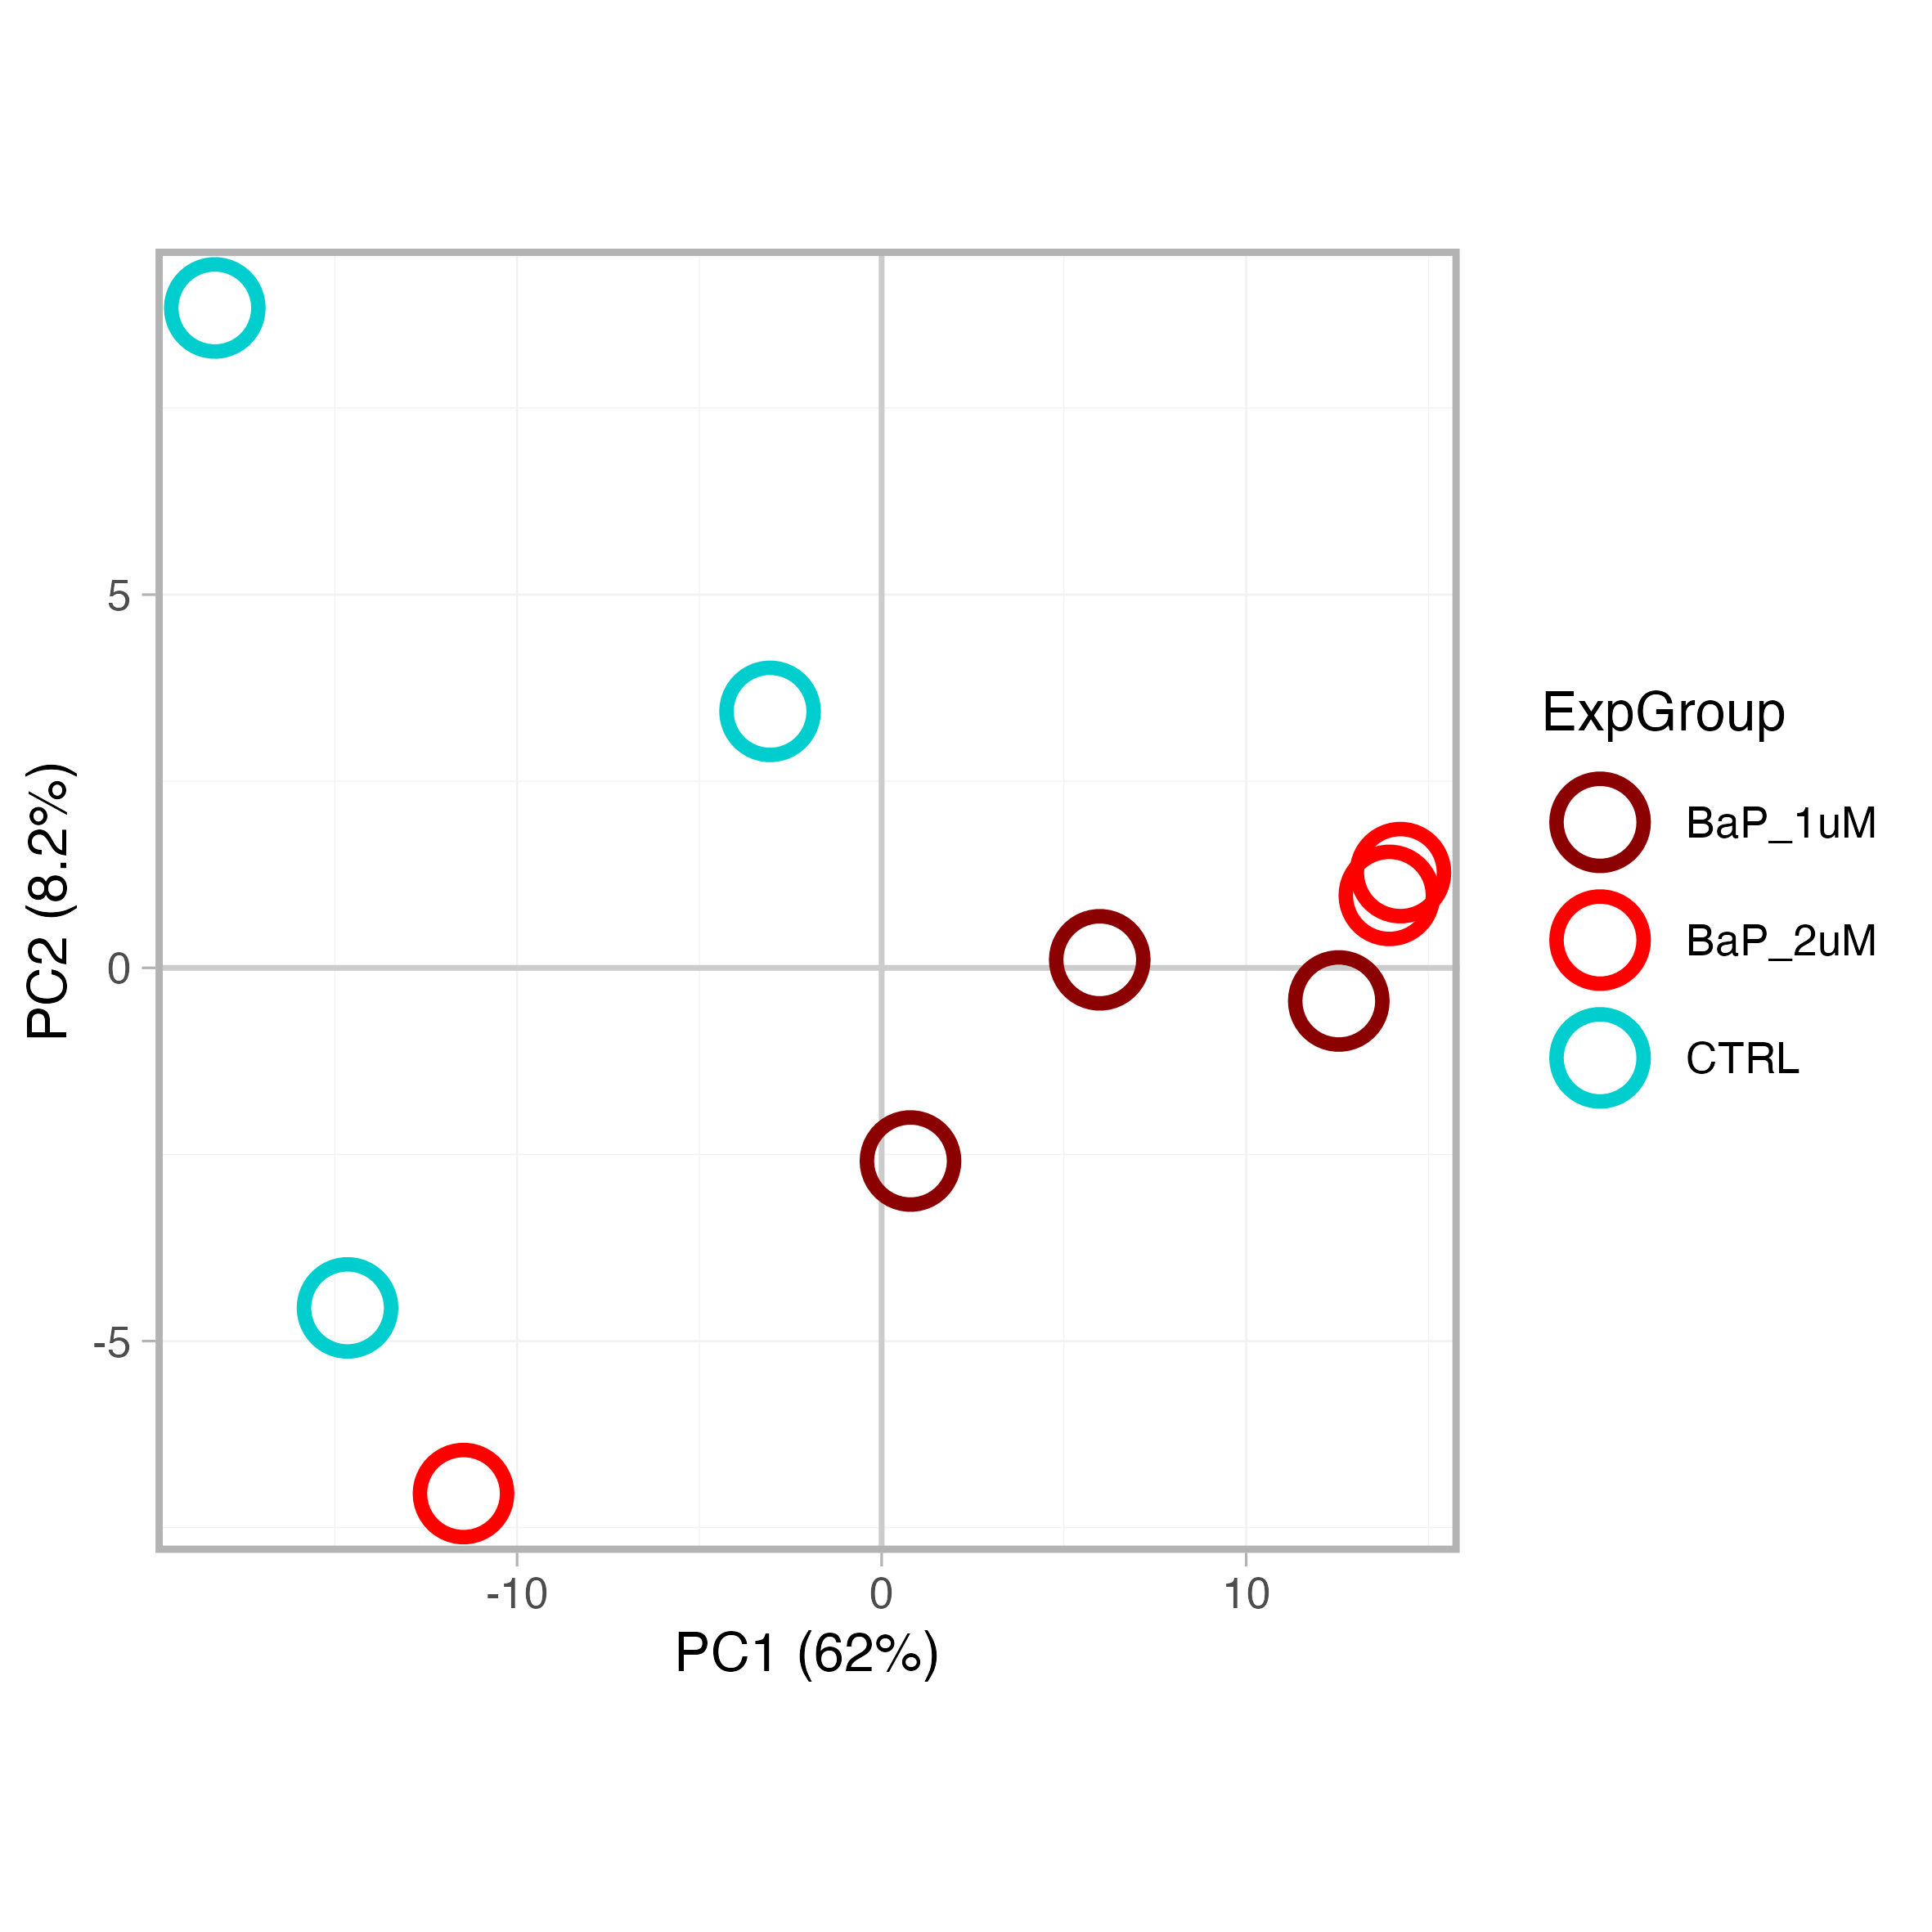 5
0
-5
PC2 (8.2%)
-10
0
10
PC1 (62%)
ExpGroup
BaP_1uM
BaP_2uM
CTRL